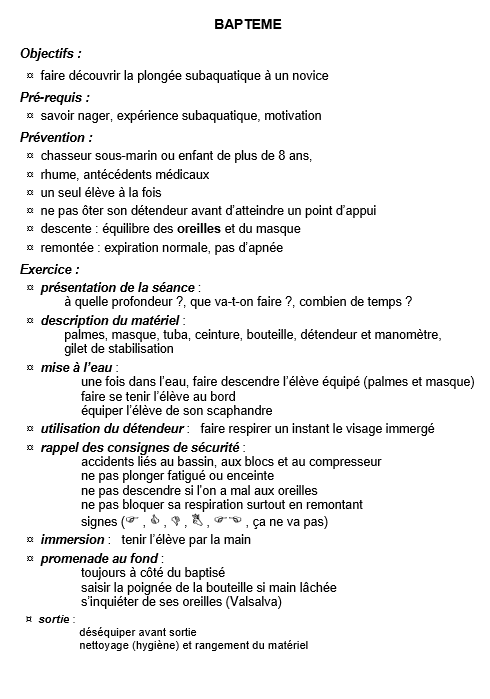 BAPTEME
Objectifs :
¤ faire découvrir la plongée subaquatique à un novice
Pré-requis :
¤ savoir nager, expérience subaquatique, motivation
Prévention :
¤ chasseur sous-marin ou enfant de plus de 8 ans,
¤ rhume, antécédents médicaux
¤ un seul élève à la fois
¤ ne pas ôter son détendeur avant d'atteindre un point d'appui
¤ descente : équilibre des oreilles et du masque
¤ remontée : expiration normale, pas d'apnée
Exercice :
¤ présentation de la séance :
à quelle profondeur ?, que va-t-on faire ?, combien de temps ?
¤ description du matériel :
palmes, masque, tuba, ceinture, bouteille, détendeur et manomètre,
gilet de stabilisation
¤ mise à l'eau :
une fois dans l'eau, faire descendre l'élève équipé (palmes et masque)
faire se tenir l'élève au bord
équiper l'élève de son scaphandre
¤ utilisation du détendeur : faire respirer un instant le visage immergé
¤ rappel des consignes de sécurité :
accidents liés au bassin, aux blocs et au compresseur
ne pas plonger fatigué ou enceinte
ne pas descendre si l'on a mal aux oreilles
ne pas bloquer sa respiration surtout en remontant
signes (☞ , 👍 , 👎 , ✌ , ☞☜ , ça ne va pas)
¤ immersion : tenir l'élève par la main
¤ promenade au fond :
toujours à côté du baptisé
saisir la poignée de la bouteille si main lâchée
s'inquiéter de ses oreilles (Valsalva)
¤ sortie :
déséquiper avant sortie
nettoyage (hygiène) et rangement du matériel